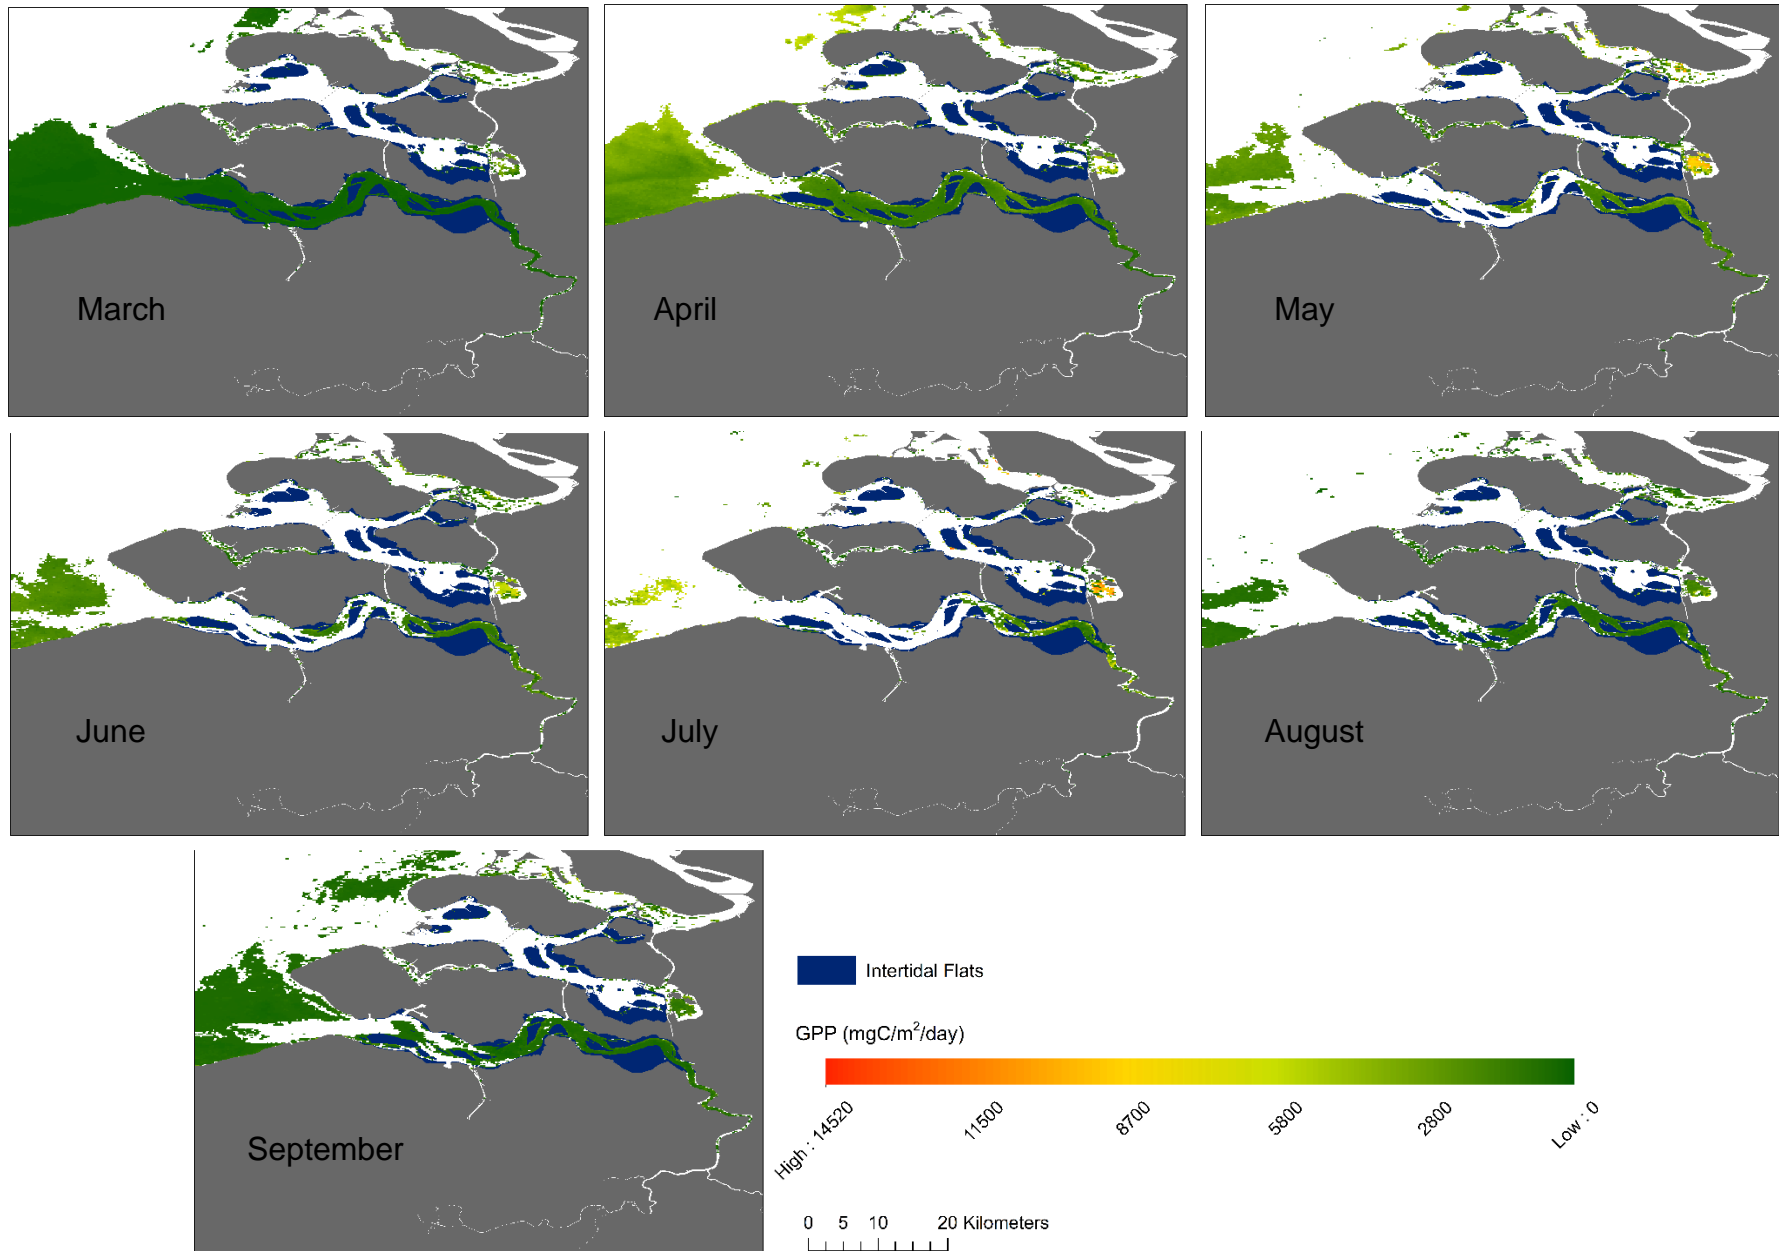 March
April
May
June
July
August
September
Intertidal Flats
GPP (mgC/m²/day)
High : 14520
11500
8700
5800
2800
Low : 0
0 5 10 20 Kilometers